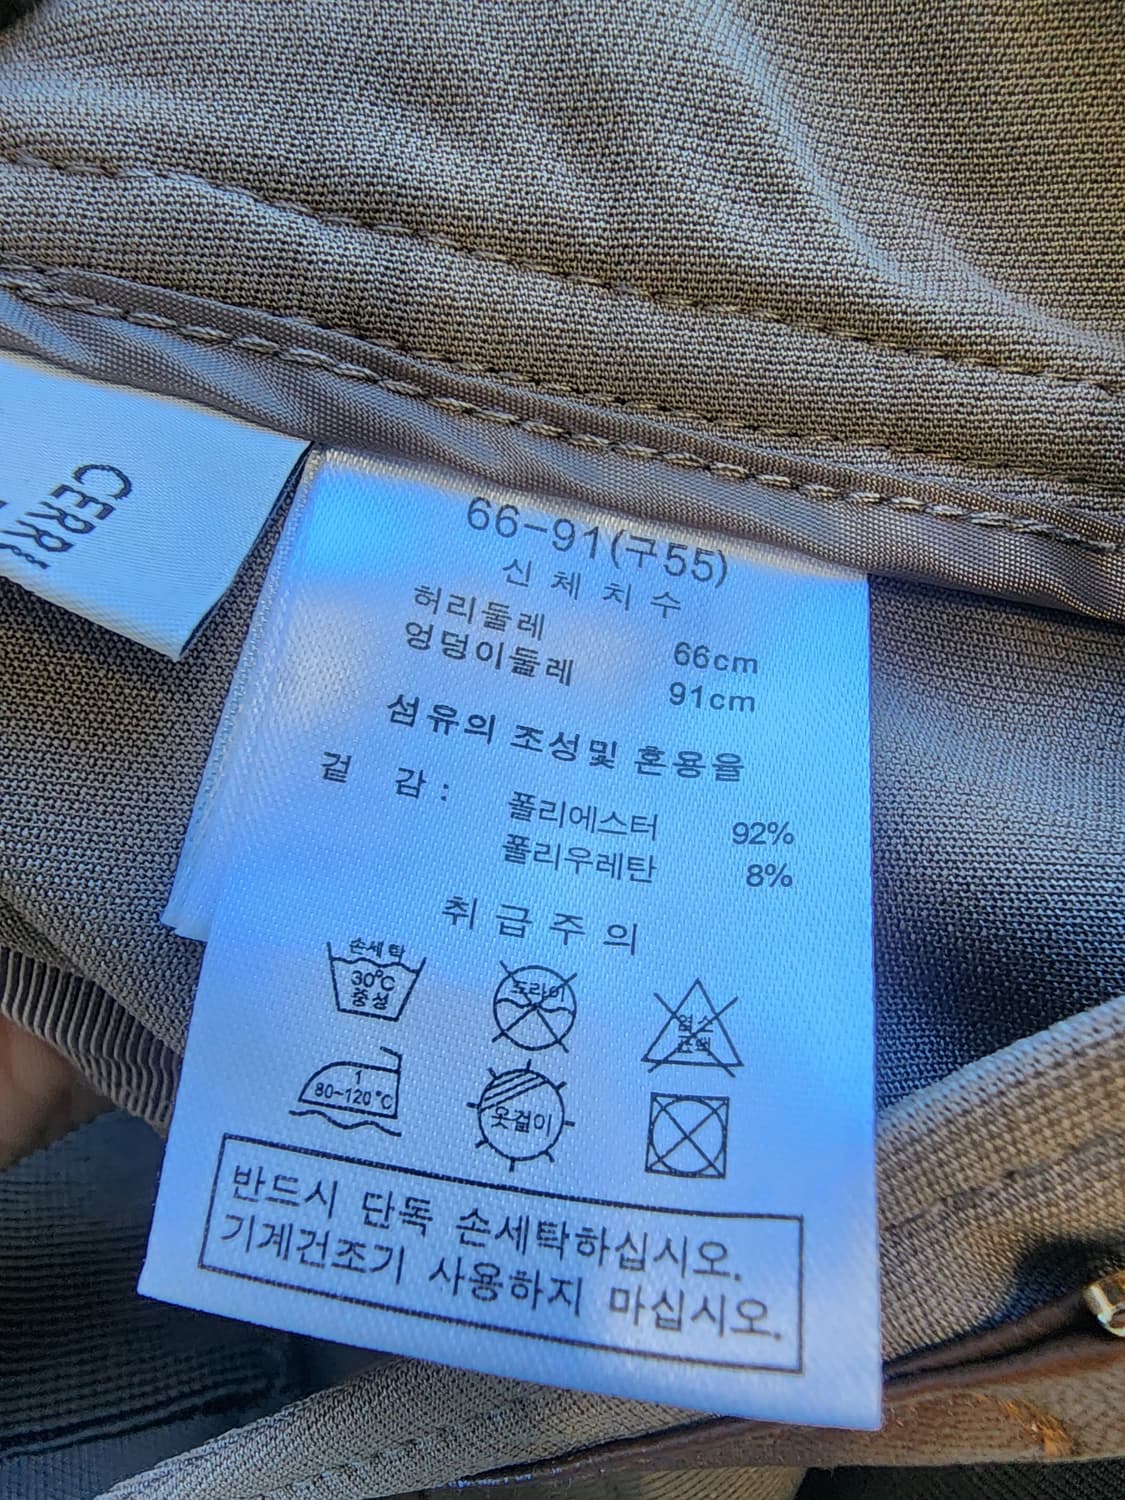 CERR
66-91(구55)
신체치수
허리둘레 66cm
엉덩이둘레 91cm
섬유의 조성및 혼용율
겉 감 : 폴리에스터 92%
폴리우레탄 8%
취급주의
손세탁
30℃
중성
드라이
염소
표백
1
80~120℃
옷걸이
반드시 단독 손세탁하십시오.
기계건조기 사용하지 마십시오.